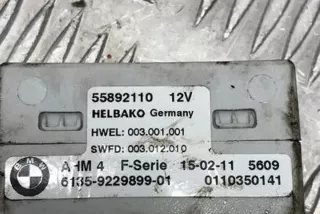 55892110 12V
HELBAKO Germany
HWEL: 003.001.001
SWFD: 003.012.010
BMW
AHM 4 F-Serie 15-02-11 5609
6135-9229899-01 0110350141